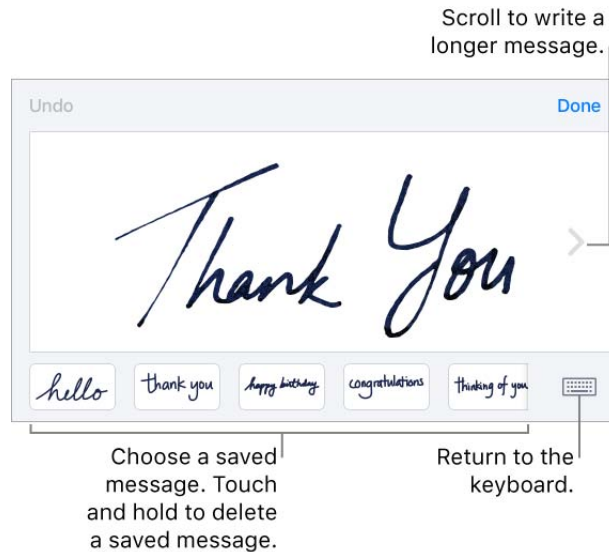 Scroll to write a
longer message.
Undo
Done
Thank You
hello
thank you
happy birthday
congratulations
thinking of you
Choose a saved
message. Touch
and hold to delete
a saved message.
Return to the
keyboard.